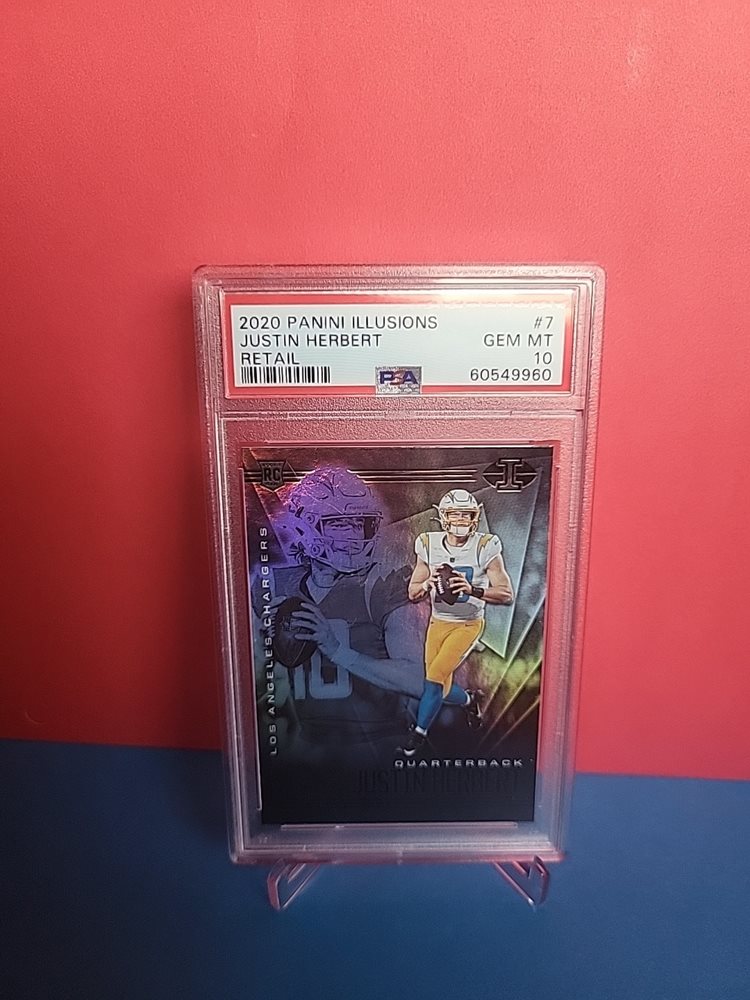 2020 PANINI ILLUSIONS #7
JUSTIN HERBERT GEM MT
RETAIL 10
PSA 60549960
RC
LOS ANGELES CHARGERS
10
QUARTERBACK
JUSTIN HERBERT